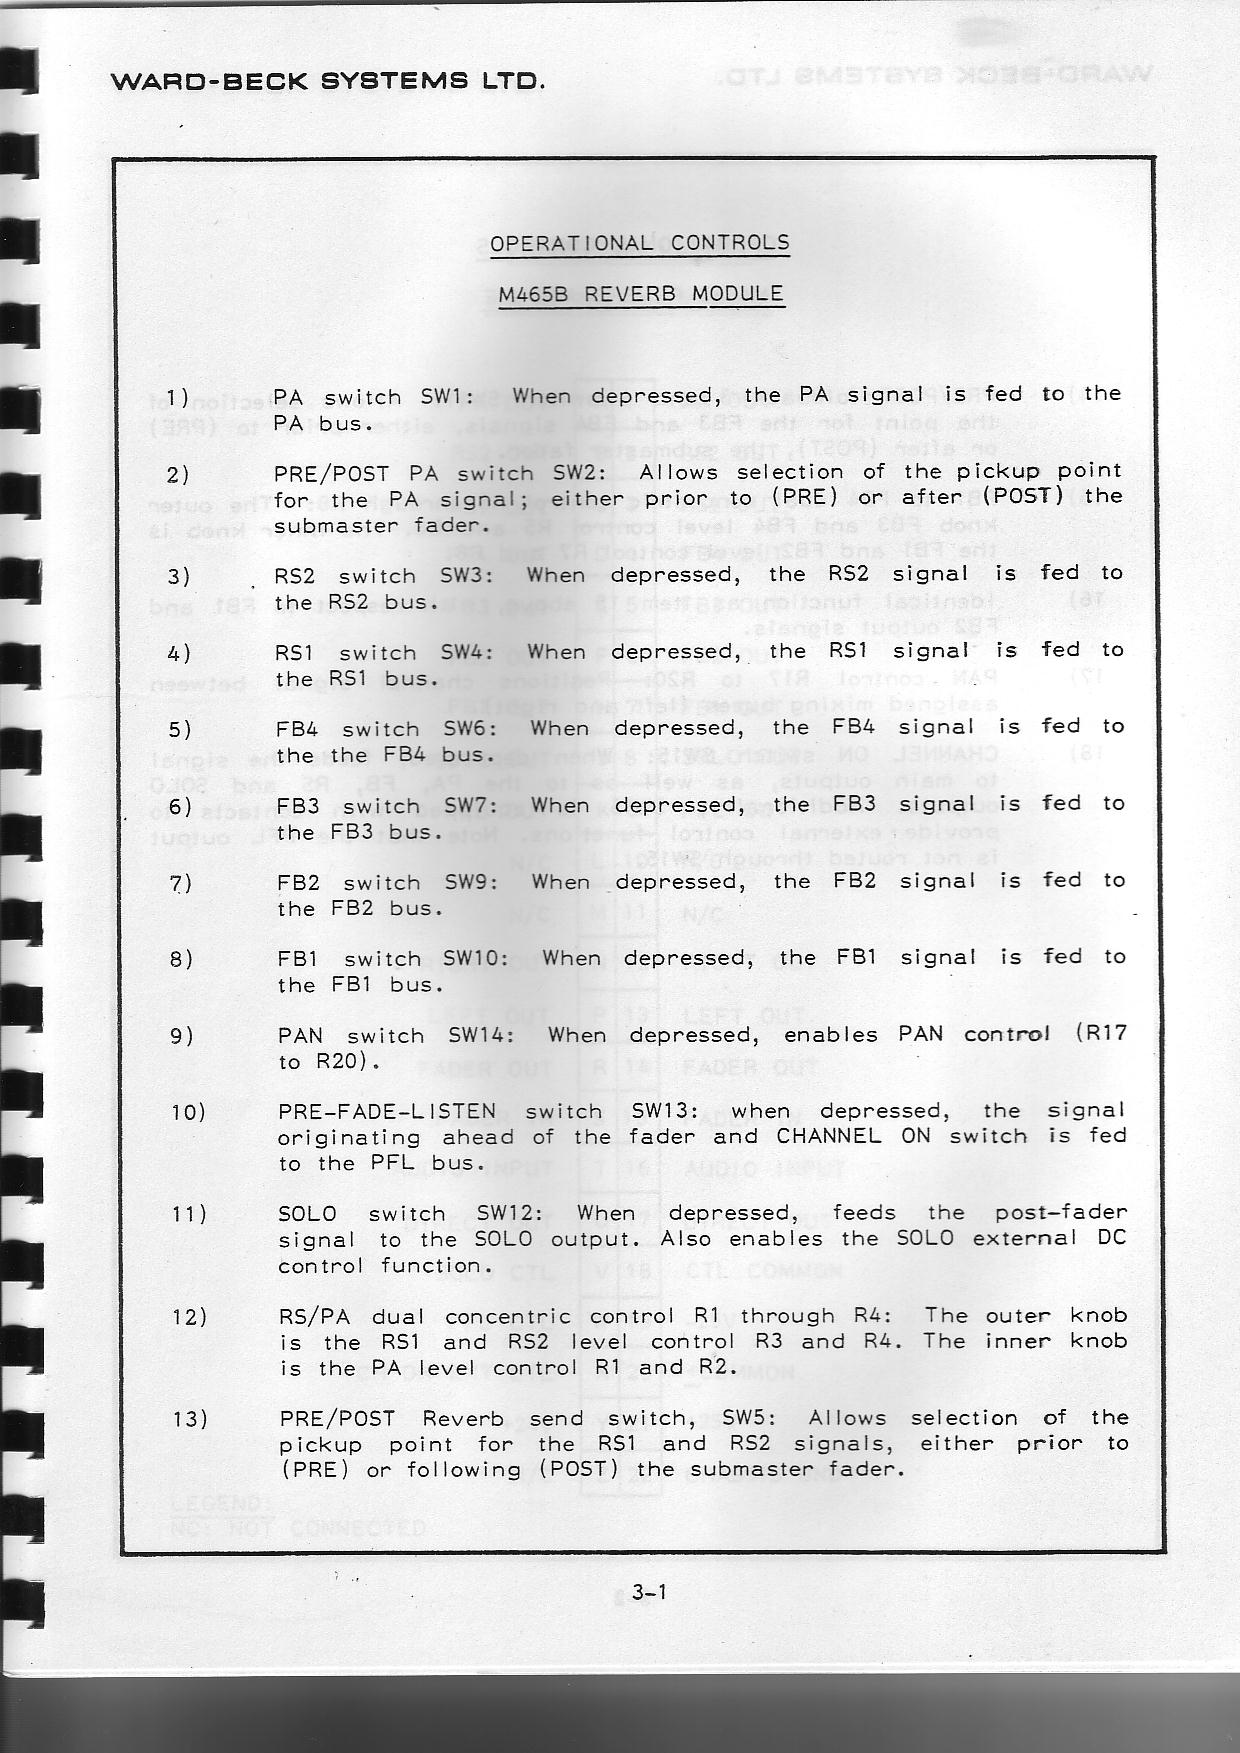 WARD-BECK SYSTEMS LTD.
OPERATIONAL CONTROLS
M465B REVERB MODULE
1) PA switch SW1: When depressed, the PA signal is fed to the
PA bus.
2) PRE/POST PA switch SW2: Allows selection of the pickup point
for the PA signal; either prior to (PRE) or after (POST) the
submaster fader.
3) RS2 switch SW3: When depressed, the RS2 signal is fed to
the RS2 bus.
4) RS1 switch SW4: When depressed, the RS1 signal is fed to
the RS1 bus.
5) FB4 switch SW6: When depressed, the FB4 signal is fed to
the the FB4 bus.
6) FB3 switch SW7: When depressed, the FB3 signal is fed to
the FB3 bus.
7) FB2 switch SW9: When depressed, the FB2 signal is fed to
the FB2 bus.
8) FB1 switch SW10: When depressed, the FB1 signal is fed to
the FB1 bus.
9) PAN switch SW14: When depressed, enables PAN control (R17
to R20).
10) PRE-FADE-LISTEN switch SW13: when depressed, the signal
originating ahead of the fader and CHANNEL ON switch is fed
to the PFL bus.
11) SOLO switch SW12: When depressed, feeds the post-fader
signal to the SOLO output. Also enables the SOLO external DC
control function.
12) RS/PA dual concentric control R1 through R4: The outer knob
is the RS1 and RS2 level control R3 and R4. The inner knob
is the PA level control R1 and R2.
13) PRE/POST Reverb send switch, SW5: Allows selection of the
pickup point for the RS1 and RS2 signals, either prior to
(PRE) or following (POST) the submaster fader.
3-1